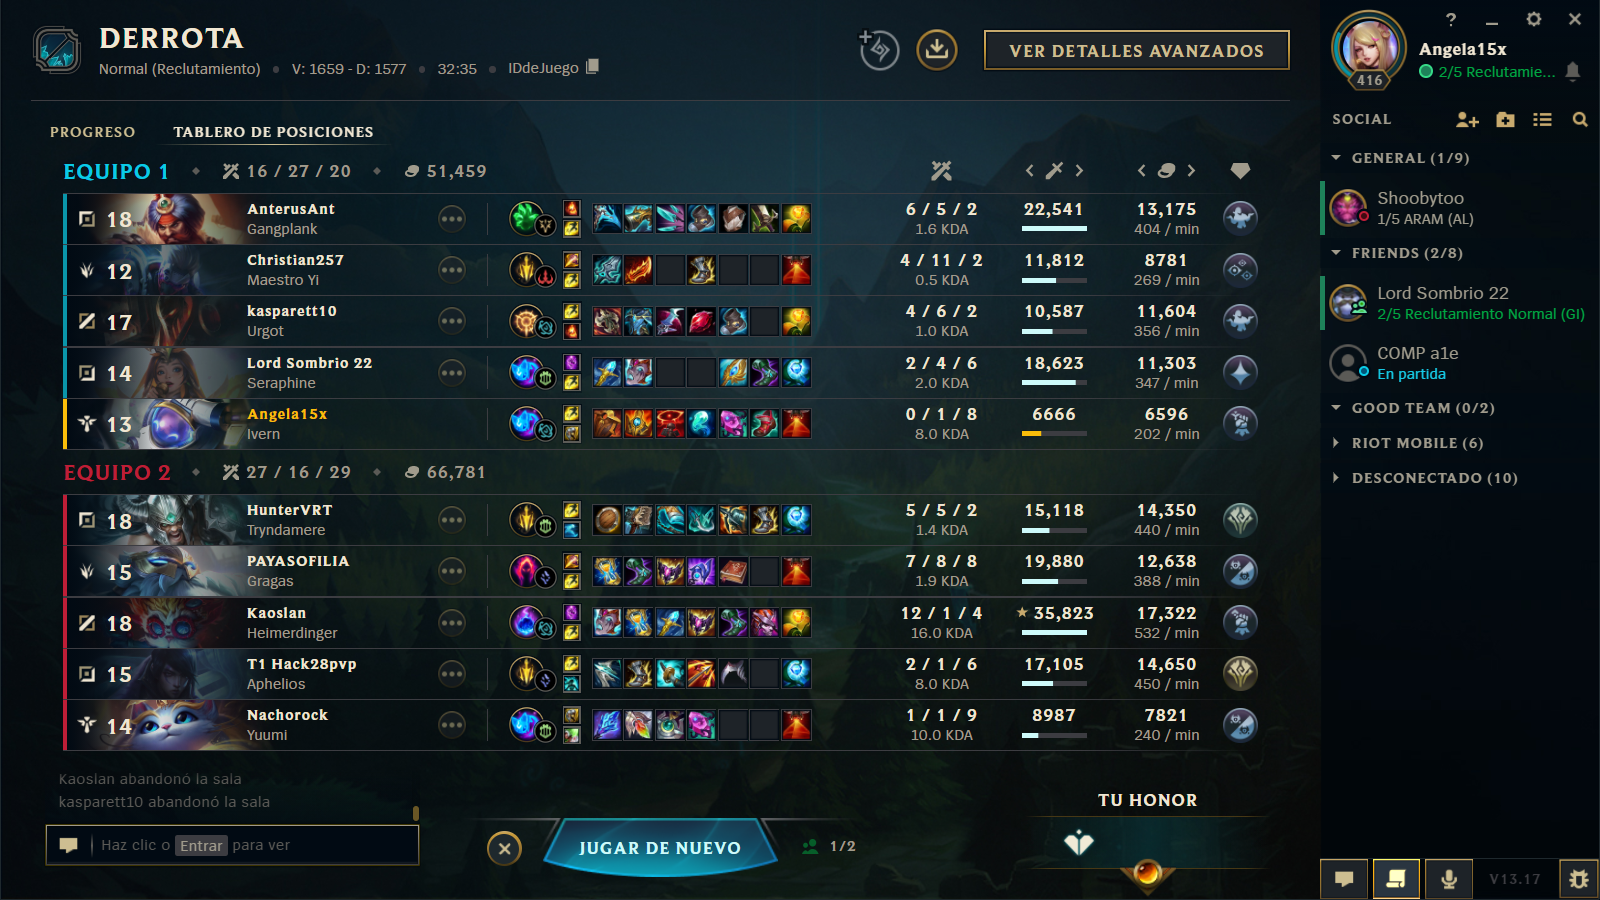 DERROTA
Normal (Reclutamiento) • V: 1659 - D: 1577 • 32:35 • IDdeJuego
VER DETALLES AVANZADOS
PROGRESO TABLERO DE POSICIONES
EQUIPO 1 16 / 27 / 20 51,459
18 AnterusAnt 6 / 5 / 2 22,541 13,175
Gangplank 1.6 KDA 404 / min
12 Christian257 4 / 11 / 2 11,812 8781
Maestro Yi 0.5 KDA 269 / min
17 kasparett10 4 / 6 / 2 10,587 11,604
Urgot 1.0 KDA 356 / min
14 Lord Sombrio 22 2 / 4 / 6 18,623 11,303
Seraphine 2.0 KDA 347 / min
13 Angela15x 0 / 1 / 8 6666 6596
Ivern 8.0 KDA 202 / min
EQUIPO 2 27 / 16 / 29 66,781
18 HunterVRT 5 / 5 / 2 15,118 14,350
Tryndamere 1.4 KDA 440 / min
15 PAYASOFILIA 7 / 8 / 8 19,880 12,638
Gragas 1.9 KDA 388 / min
18 Kaoslan 12 / 1 / 4 35,823 17,322
Heimerdinger 16.0 KDA 532 / min
15 T1 Hack28pvp 2 / 1 / 6 17,105 14,650
Aphelios 8.0 KDA 450 / min
14 Nachorock 1 / 1 / 9 8987 7821
Yuumi 10.0 KDA 240 / min
Kaoslan abandonó la sala
kasparett10 abandonó la sala
Haz clic o Entrar para ver
JUGAR DE NUEVO
1/2
TU HONOR
?
Angela15x
416
2/5 Reclutamie...
SOCIAL
GENERAL (1/9)
Shoobytoo
1/5 ARAM (AL)
FRIENDS (2/8)
Lord Sombrio 22
2/5 Reclutamiento Normal (GI)
COMP a1e
En partida
GOOD TEAM (0/2)
RIOT MOBILE (6)
DESCONECTADO (10)
V13.17